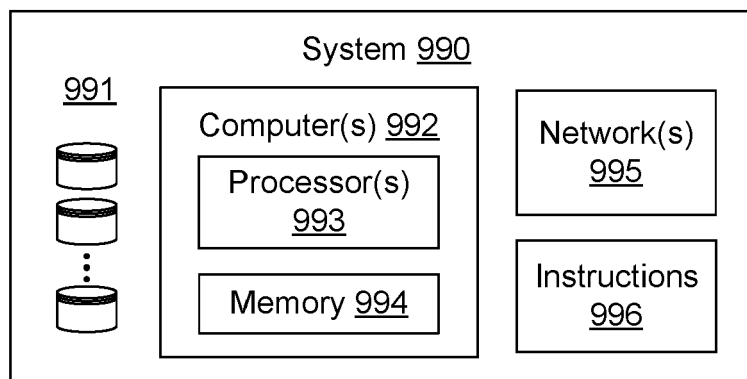 System 990
991
Computer(s) 992
Processor(s)
993
Memory 994
Network(s)
995
Instructions
996